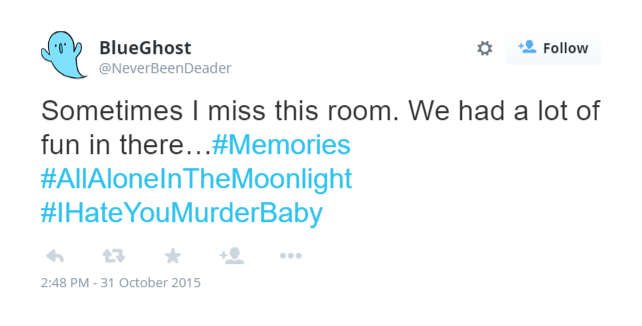 BlueGhost
@NeverBeenDeader
Follow
Sometimes I miss this room. We had a lot of
fun in there...#Memories
#AllAloneInTheMoonlight
#IHateYouMurderBaby
2:48 PM - 31 October 2015